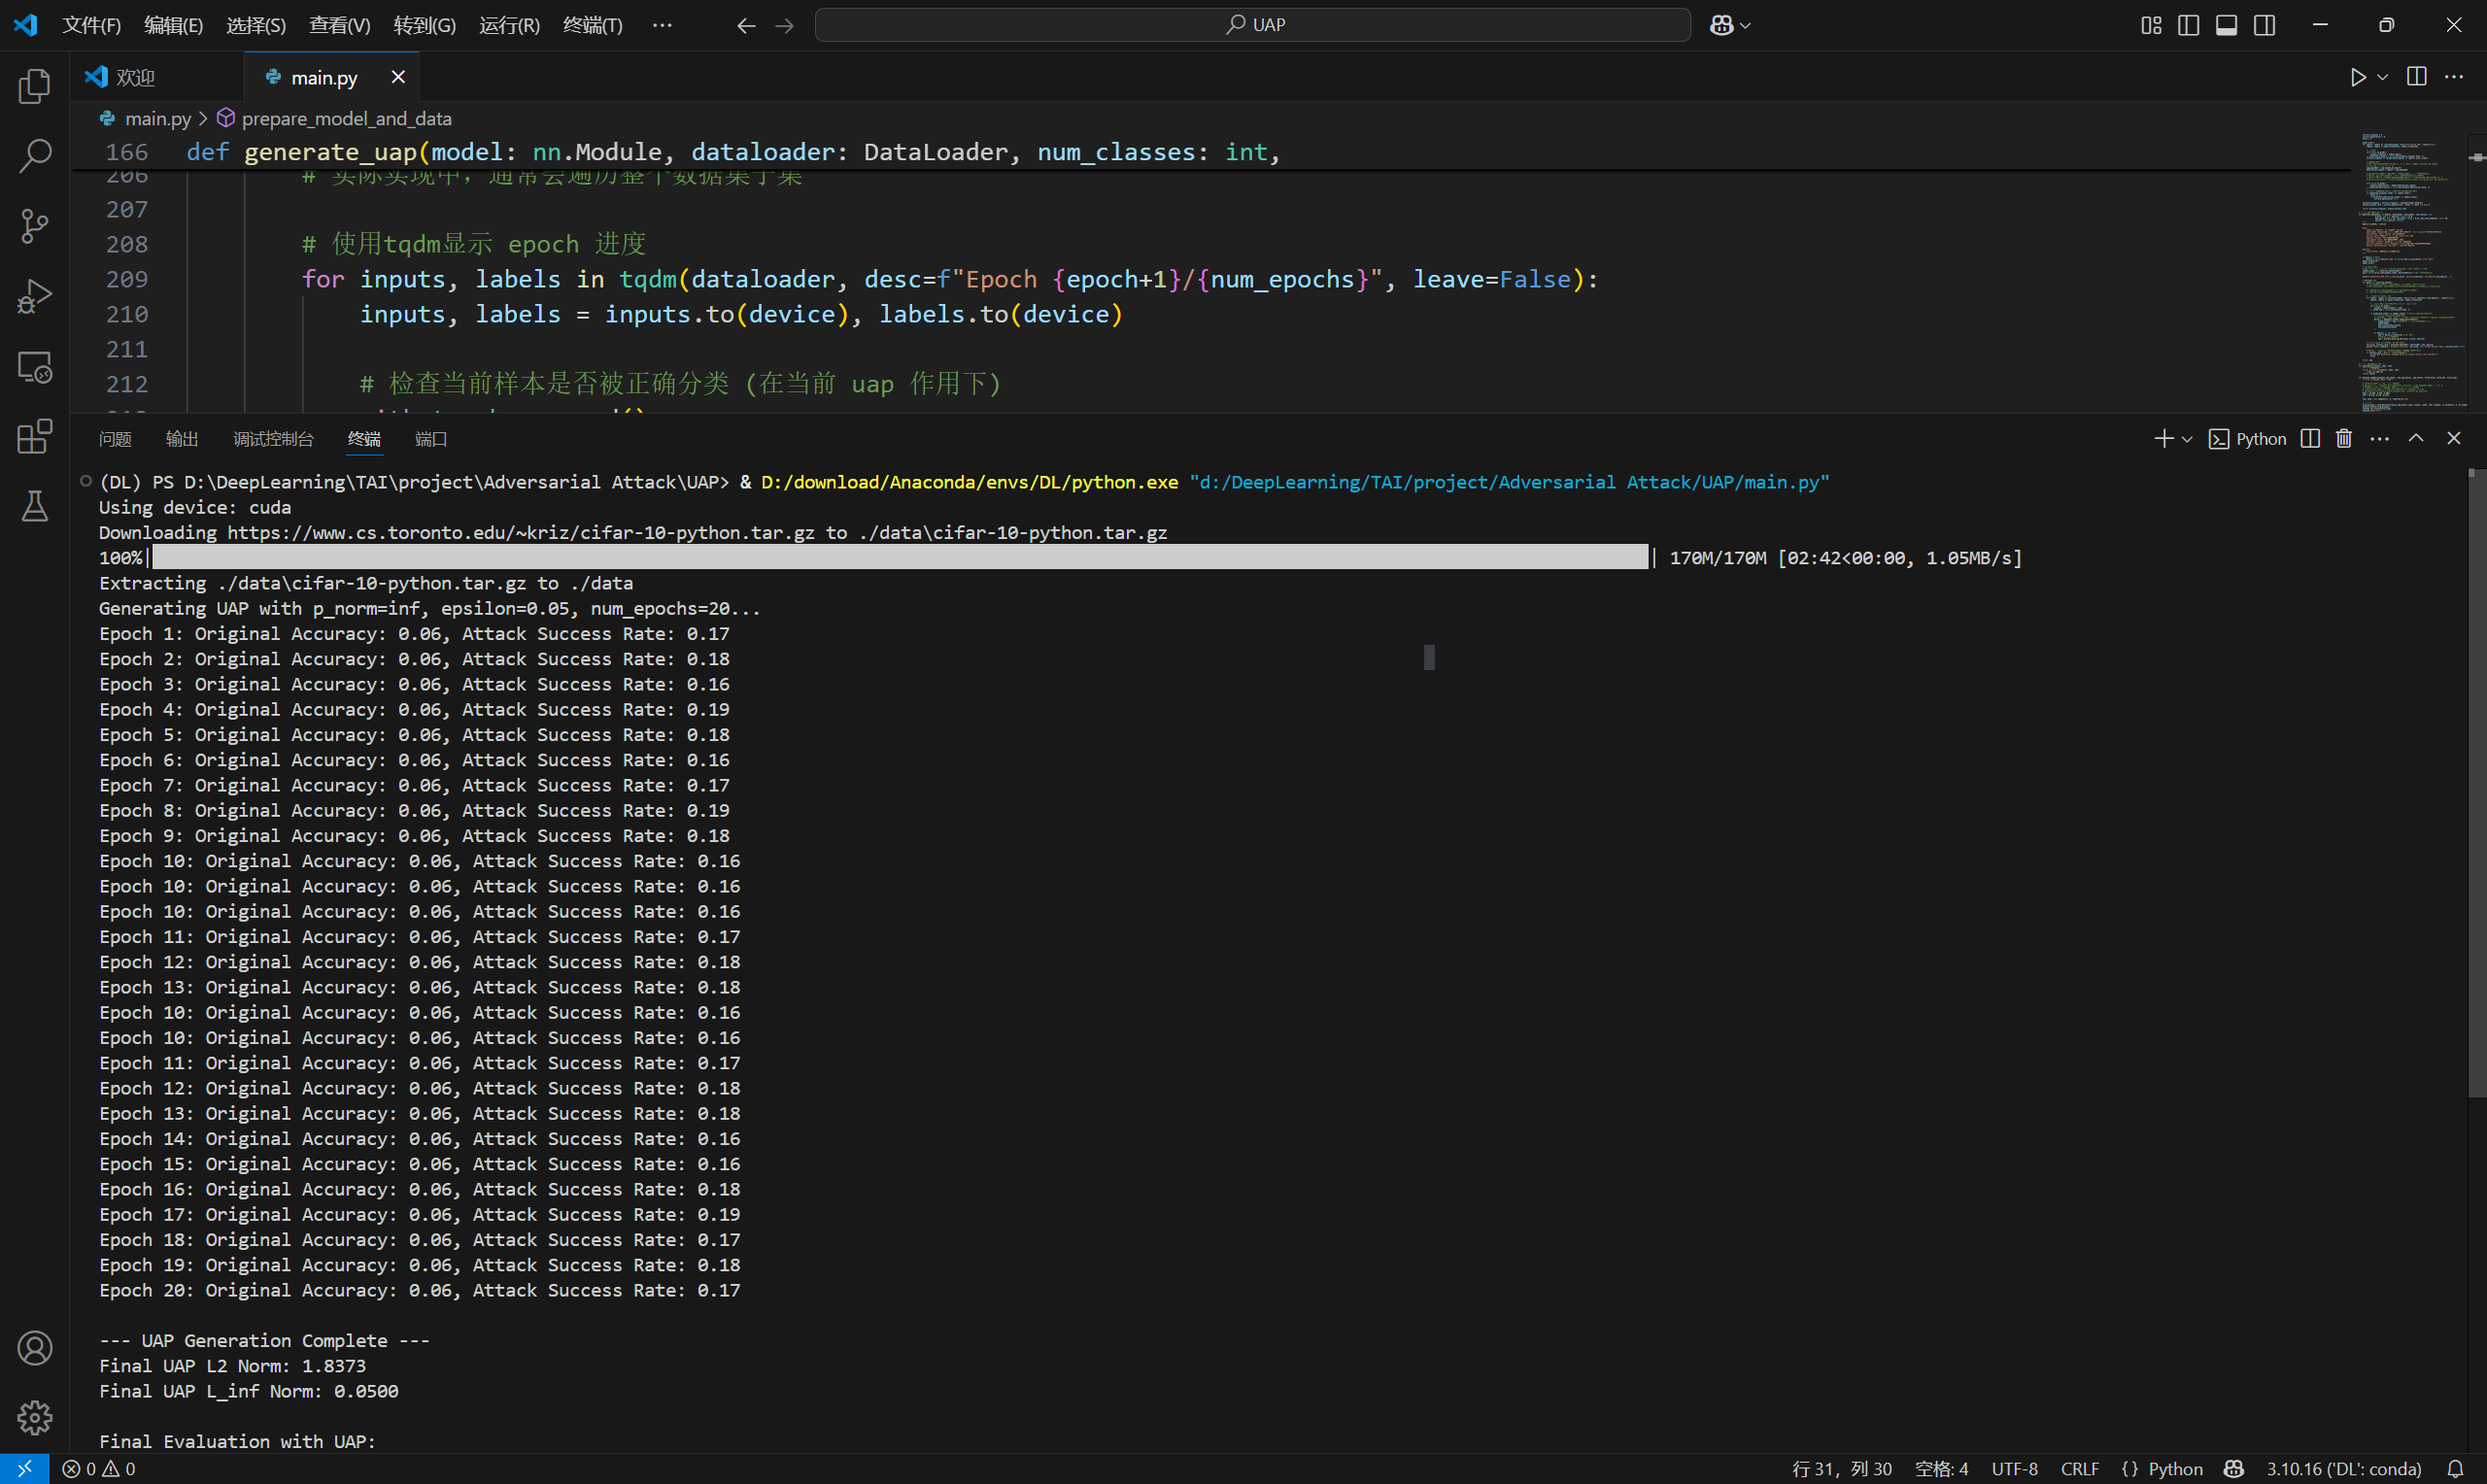 文件(F) 编辑(E) 选择(S) 查看(V) 转到(G) 运行(R) 终端(T) ··· UAP
欢迎 main.py
main.py > prepare_model_and_data
166 def generate_uap(model: nn.Module, dataloader: DataLoader, num_classes: int,
206 # 实际实现中，通常会遍历整个数据集子集
207
208 # 使用tqdm显示 epoch 进度
209 for inputs, labels in tqdm(dataloader, desc=f"Epoch {epoch+1}/{num_epochs}", leave=False):
210 inputs, labels = inputs.to(device), labels.to(device)
211
212 # 检查当前样本是否被正确分类 (在当前 uap 作用下)
问题 输出 调试控制台 终端 端口 Python
(DL) PS D:\DeepLearning\TAI\project\Adversarial Attack\UAP> & D:/download/Anaconda/envs/DL/python.exe "d:/DeepLearning/TAI/project/Adversarial Attack/UAP/main.py"
Using device: cuda
Downloading https://www.cs.toronto.edu/~kriz/cifar-10-python.tar.gz to ./data\cifar-10-python.tar.gz
100%| | 170M/170M [02:42<00:00, 1.05MB/s]
Extracting ./data\cifar-10-python.tar.gz to ./data
Generating UAP with p_norm=inf, epsilon=0.05, num_epochs=20...
Epoch 1: Original Accuracy: 0.06, Attack Success Rate: 0.17
Epoch 2: Original Accuracy: 0.06, Attack Success Rate: 0.18
Epoch 3: Original Accuracy: 0.06, Attack Success Rate: 0.16
Epoch 4: Original Accuracy: 0.06, Attack Success Rate: 0.19
Epoch 5: Original Accuracy: 0.06, Attack Success Rate: 0.18
Epoch 6: Original Accuracy: 0.06, Attack Success Rate: 0.16
Epoch 7: Original Accuracy: 0.06, Attack Success Rate: 0.17
Epoch 8: Original Accuracy: 0.06, Attack Success Rate: 0.19
Epoch 9: Original Accuracy: 0.06, Attack Success Rate: 0.18
Epoch 10: Original Accuracy: 0.06, Attack Success Rate: 0.16
Epoch 10: Original Accuracy: 0.06, Attack Success Rate: 0.16
Epoch 10: Original Accuracy: 0.06, Attack Success Rate: 0.16
Epoch 11: Original Accuracy: 0.06, Attack Success Rate: 0.17
Epoch 12: Original Accuracy: 0.06, Attack Success Rate: 0.18
Epoch 13: Original Accuracy: 0.06, Attack Success Rate: 0.18
Epoch 10: Original Accuracy: 0.06, Attack Success Rate: 0.16
Epoch 10: Original Accuracy: 0.06, Attack Success Rate: 0.16
Epoch 11: Original Accuracy: 0.06, Attack Success Rate: 0.17
Epoch 12: Original Accuracy: 0.06, Attack Success Rate: 0.18
Epoch 13: Original Accuracy: 0.06, Attack Success Rate: 0.18
Epoch 14: Original Accuracy: 0.06, Attack Success Rate: 0.16
Epoch 15: Original Accuracy: 0.06, Attack Success Rate: 0.16
Epoch 16: Original Accuracy: 0.06, Attack Success Rate: 0.18
Epoch 17: Original Accuracy: 0.06, Attack Success Rate: 0.19
Epoch 18: Original Accuracy: 0.06, Attack Success Rate: 0.17
Epoch 19: Original Accuracy: 0.06, Attack Success Rate: 0.18
Epoch 20: Original Accuracy: 0.06, Attack Success Rate: 0.17
--- UAP Generation Complete ---
Final UAP L2 Norm: 1.8373
Final UAP L_inf Norm: 0.0500
Final Evaluation with UAP:
0 0 行 31，列 30 空格: 4 UTF-8 CRLF {} Python 3.10.16 ('DL': conda)